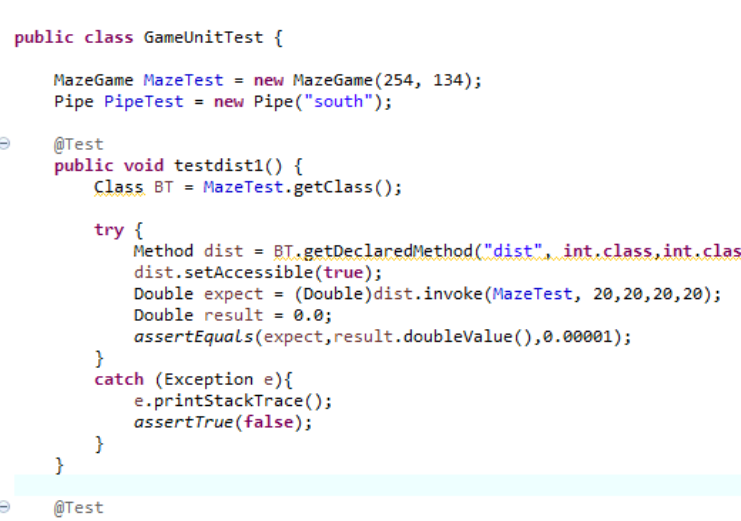 public class GameUnitTest {
MazeGame MazeTest = new MazeGame(254, 134);
Pipe PipeTest = new Pipe("south");
@Test
public void testdist1() {
Class BT = MazeTest.getClass();
try {
Method dist = BT.getDeclaredMethod("dist", int.class,int.clas
dist.setAccessible(true);
Double expect = (Double)dist.invoke(MazeTest, 20,20,20,20);
Double result = 0.0;
assertEquals(expect,result.doubleValue(),0.00001);
}
catch (Exception e){
e.printStackTrace();
assertTrue(false);
}
}
@Test